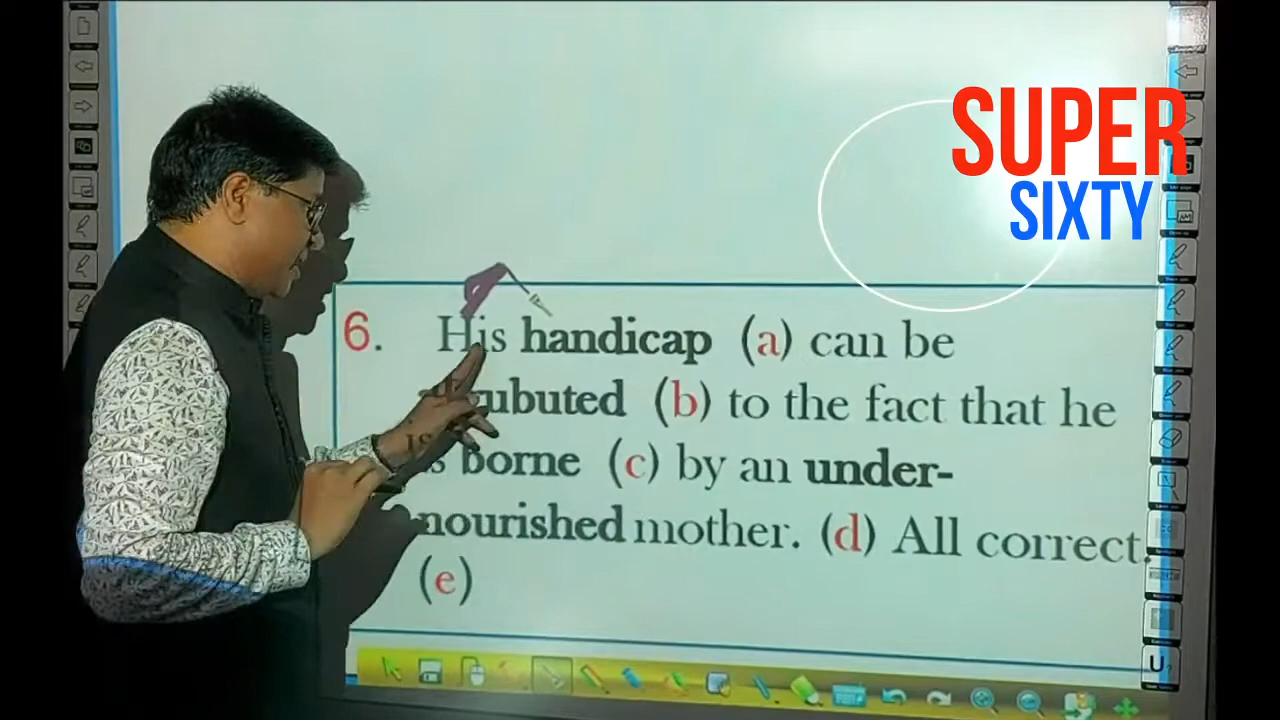 SUPER
SIXTY
6. His handicap (a) can be
ubuted (b) to the fact that he
is borne (c) by an under-
nourished mother. (d) All correct.
(e)